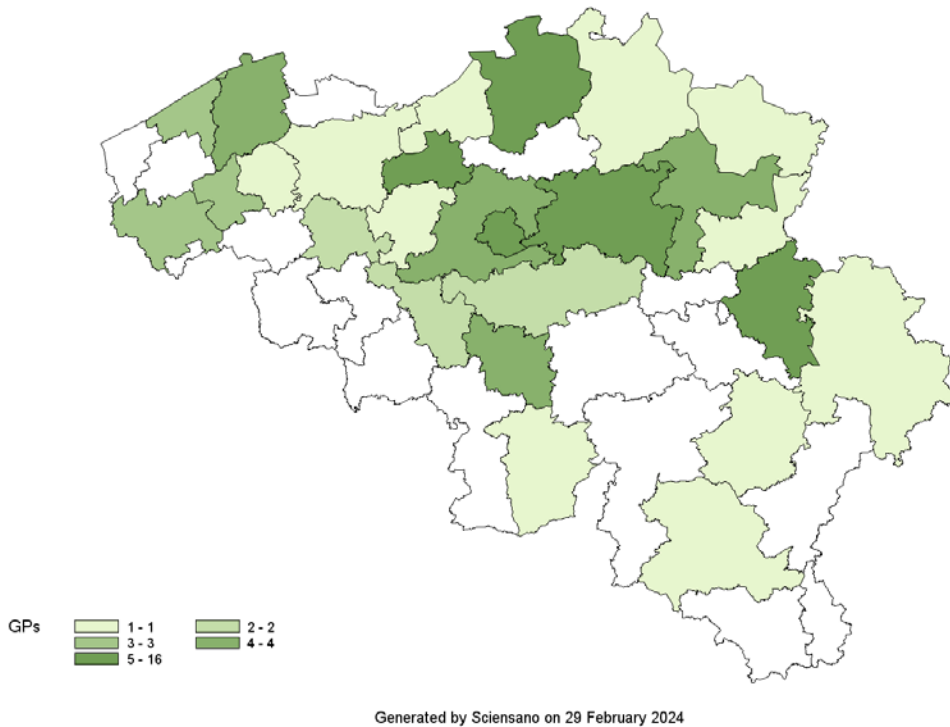 GPs
1 - 1 2 - 2
3 - 3 4 - 4
5 - 16
Generated by Sciensano on 29 February 2024